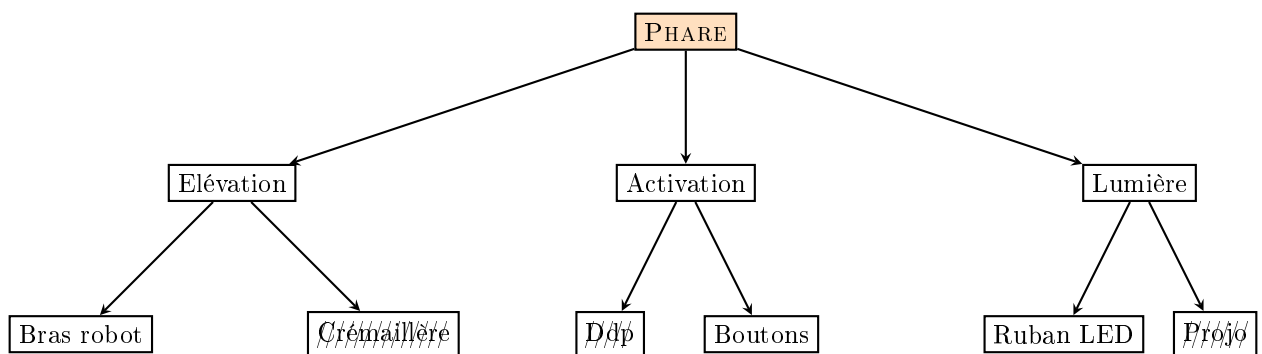 PHARE
Elévation
Activation
Lumière
Bras robot
Crémaillère
Ddp
Boutons
Ruban LED
Projo